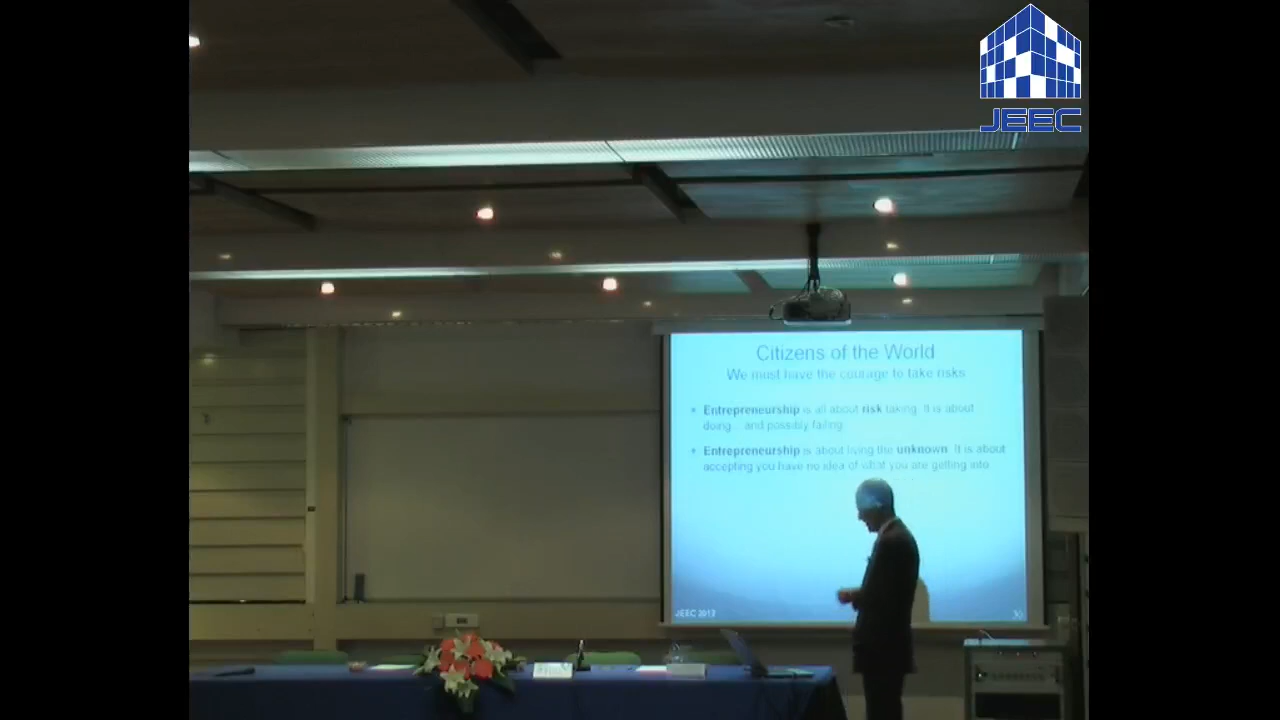 JEEC
Citizens of the World
We must have the courage to take risks
Entrepreneurship is all about risk taking. It is about
doing... and possibly failing.
Entrepreneurship is about living the unknown. It is about
accepting you have no idea of what you are getting into
JEEC 2013